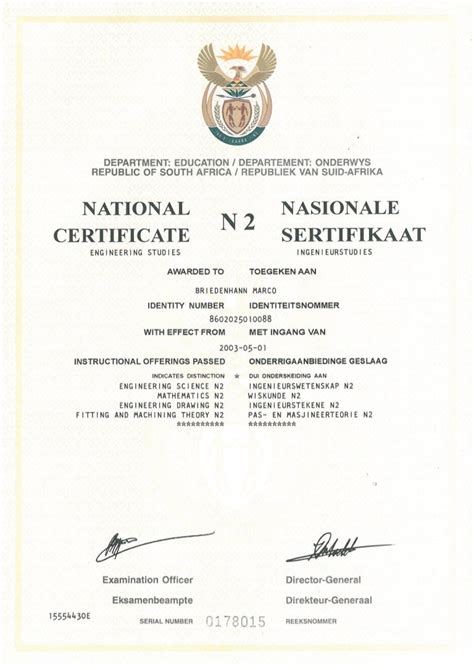 DEPARTMENT: EDUCATION / DEPARTEMENT: ONDERWYS
REPUBLIC OF SOUTH AFRICA / REPUBLIEK VAN SUID-AFRIKA
NATIONAL CERTIFICATE N 2 NASIONALE SERTIFIKAAT
ENGINEERING STUDIES INGENIEURSTUDIES
AWARDED TO TOEGEKEN AAN
BRIEDENHANN MARCO
IDENTITY NUMBER IDENTITEITSNOMMER
8602025010088
WITH EFFECT FROM MET INGANG VAN
2003-05-01
INSTRUCTIONAL OFFERINGS PASSED ONDERRIGAANBIEDINGE GESLAAG
INDICATES DISTINCTION * DUI ONDERSKEIDING AAN
ENGINEERING SCIENCE N2 INGENIEURSWETENSKAP N2
MATHEMATICS N2 WISKUNDE N2
ENGINEERING DRAWING N2 INGENIEURSTEKENE N2
FITTING AND MACHINING THEORY N2 PAS- EN MASJINEERTEORIE N2
********** **********
Examination Officer Director-General
Eksamenbeampte Direkteur-Generaal
15554430E SERIAL NUMBER 0178015 REEKSNOMMER